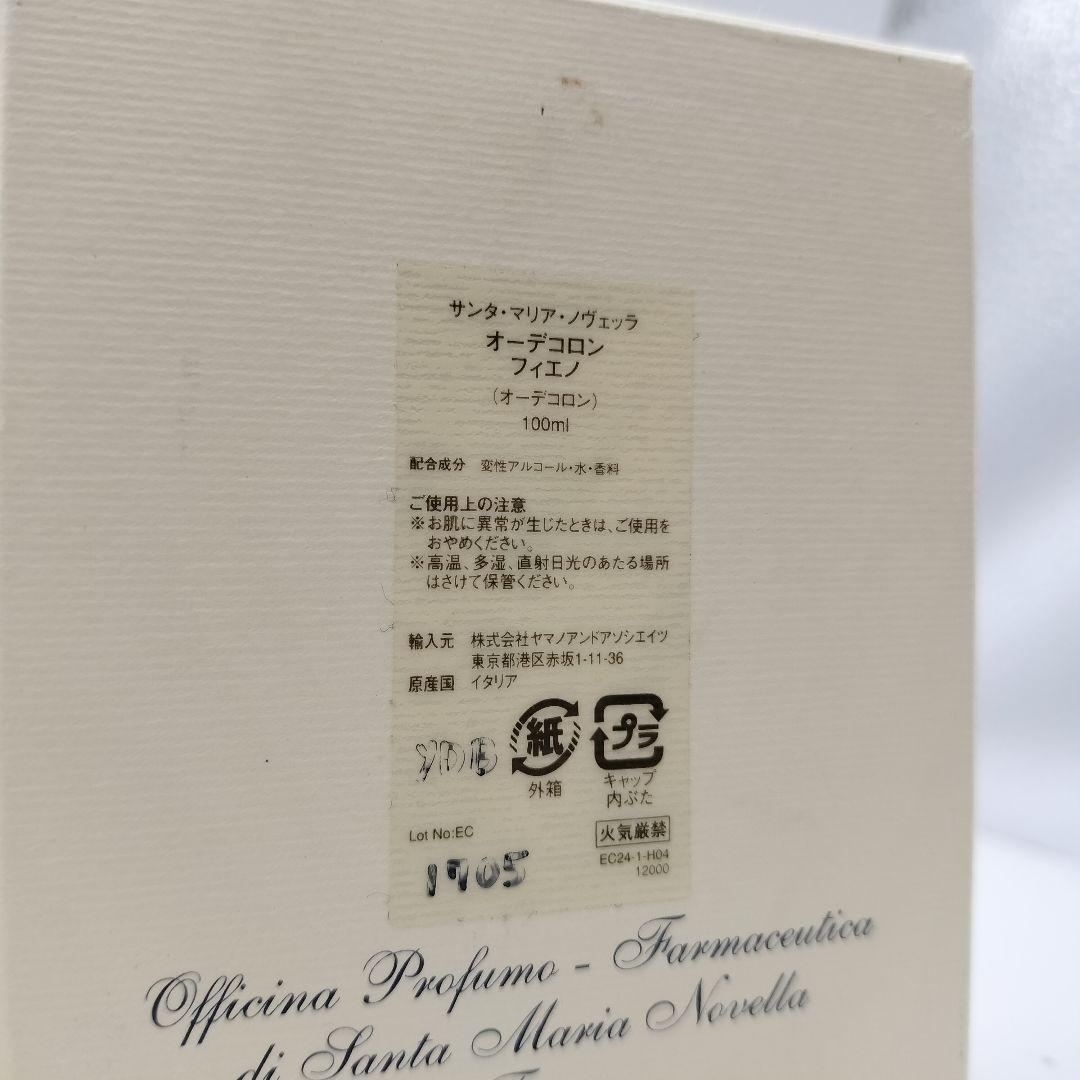 サンタ・マリア・ノヴェッラ
オーデコロン
フィエノ
(オーデコロン)
100ml
配合成分 変性アルコール・水・香料
ご使用上の注意
※お肌に異常が生じたときは、ご使用を
おやめください。
※高温、多湿、直射日光のあたる場所
はさけて保管ください。
輸入元 株式会社ヤマノアンドアソシエイツ
東京都港区赤坂1-11-36
原産国 イタリア
紙
外箱
プラ
キャップ
内ぶた
Lot No:EC
1705
火気厳禁
EC24-1-H04
12000
Officina Profumo - Farmaceutica
di Santa Maria Novella